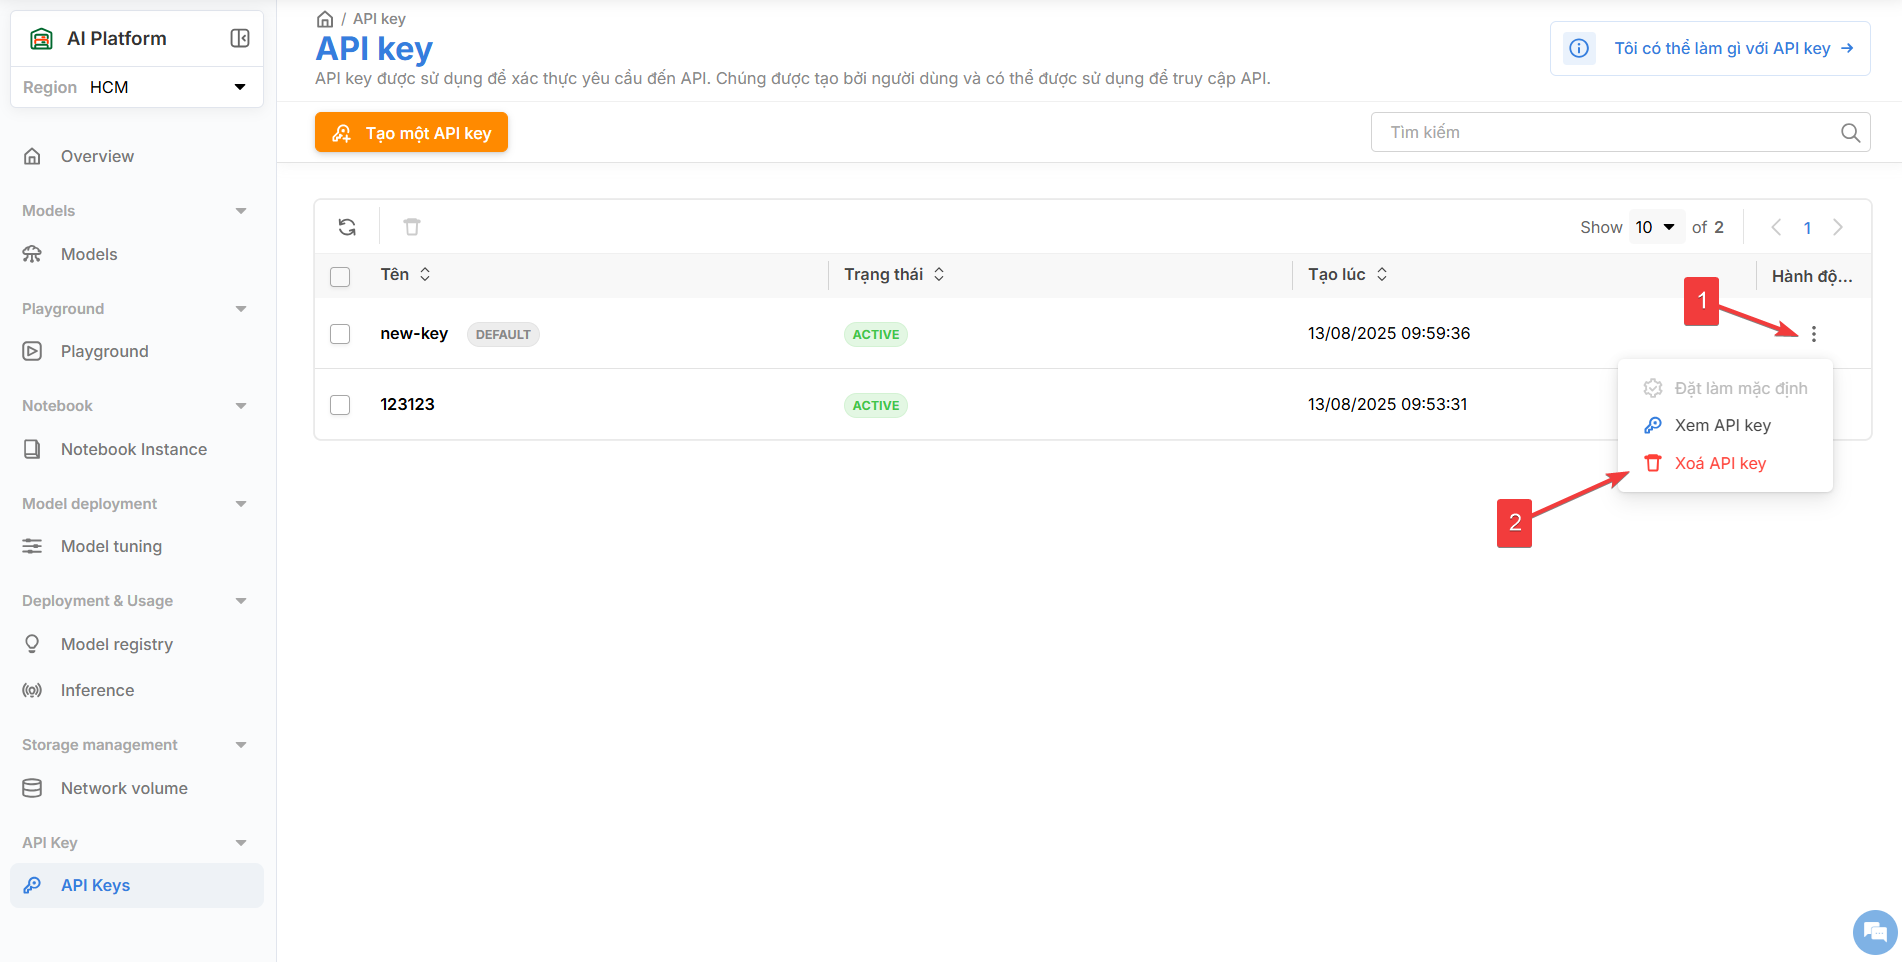 AI Platform
Region HCM
Overview
Models
Models
Playground
Playground
Notebook
Notebook Instance
Model deployment
Model tuning
Deployment & Usage
Model registry
Inference
Storage management
Network volume
API Key
API Keys
/ API key
API key
API key được sử dụng để xác thực yêu cầu đến API. Chúng được tạo bởi người dùng và có thể được sử dụng để truy cập API.
Tôi có thể làm gì với API key
Tạo một API key
Tìm kiếm
Show 10 of 2 1
Tên Trạng thái Tạo lúc Hành độ...
1
new-key DEFAULT ACTIVE 13/08/2025 09:59:36
123123 ACTIVE 13/08/2025 09:53:31
Đặt làm mặc định
Xem API key
Xoá API key
2